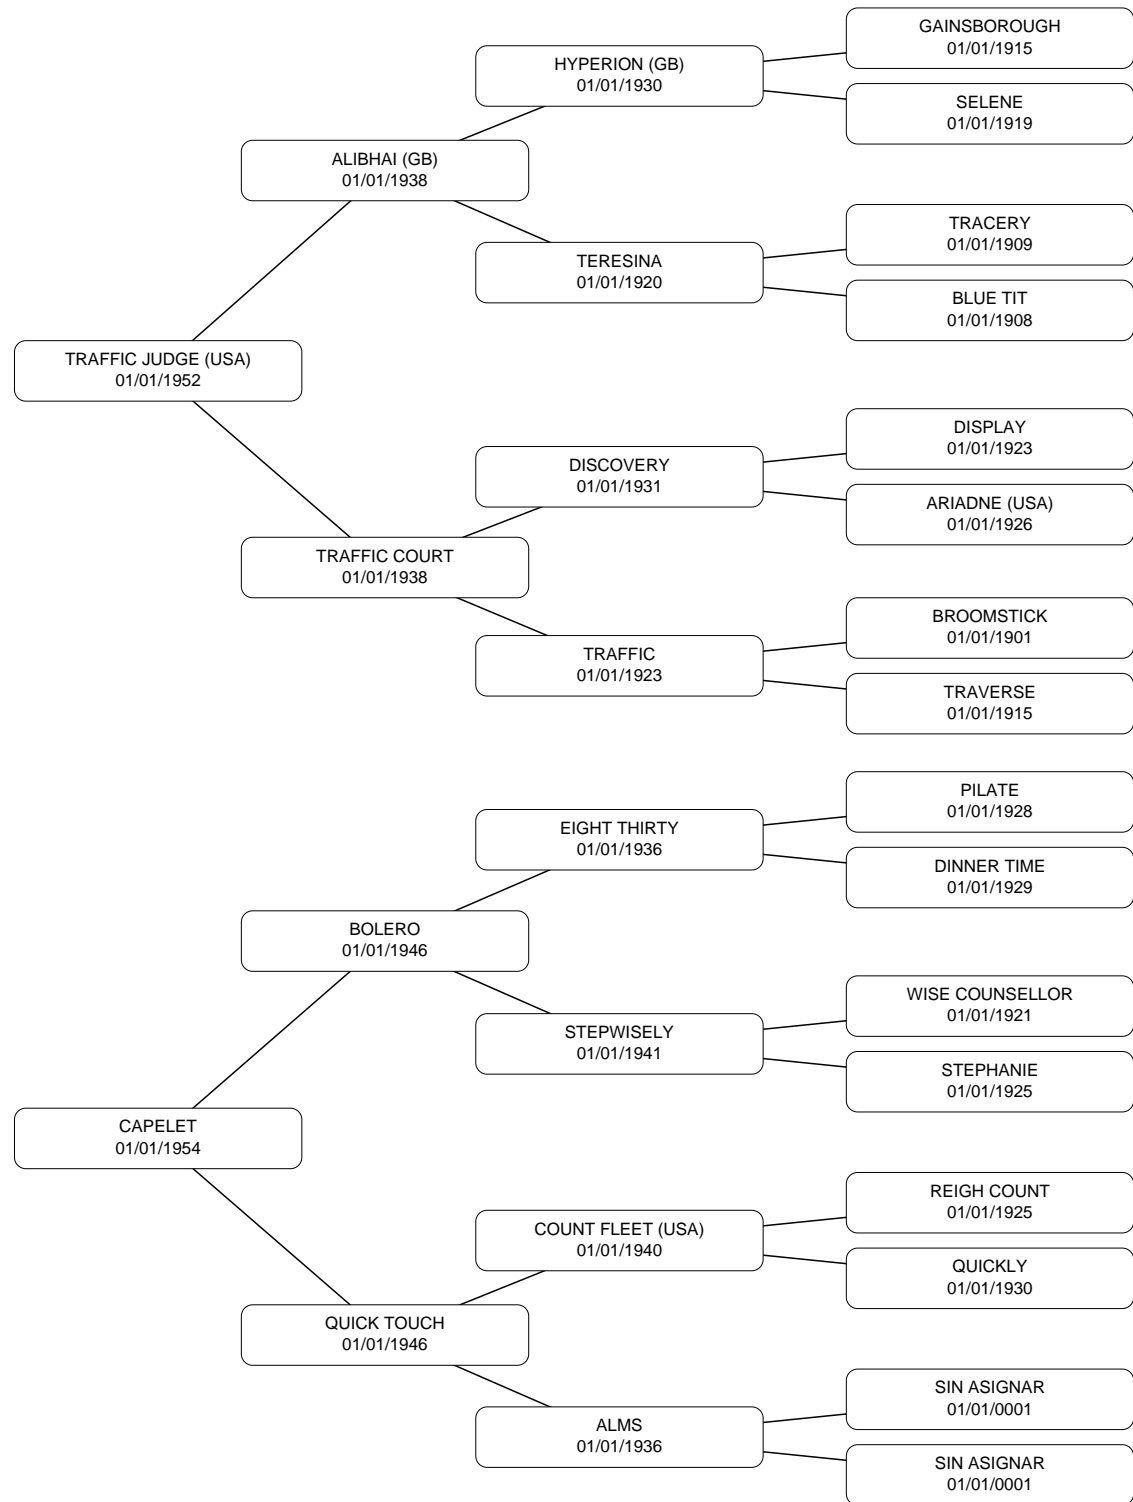 GAINSBOROUGH
01/01/1915
HYPERION (GB)
01/01/1930
SELENE
01/01/1919
ALIBHAI (GB)
01/01/1938
TRACERY
01/01/1909
TERESINA
01/01/1920
BLUE TIT
01/01/1908
TRAFFIC JUDGE (USA)
01/01/1952
DISPLAY
01/01/1923
DISCOVERY
01/01/1931
ARIADNE (USA)
01/01/1926
TRAFFIC COURT
01/01/1938
BROOMSTICK
01/01/1901
TRAFFIC
01/01/1923
TRAVERSE
01/01/1915
PILATE
01/01/1928
EIGHT THIRTY
01/01/1936
DINNER TIME
01/01/1929
BOLERO
01/01/1946
WISE COUNSELLOR
01/01/1921
STEPWISELY
01/01/1941
STEPHANIE
01/01/1925
CAPELET
01/01/1954
REIGH COUNT
01/01/1925
COUNT FLEET (USA)
01/01/1940
QUICKLY
01/01/1930
QUICK TOUCH
01/01/1946
SIN ASIGNAR
01/01/0001
ALMS
01/01/1936
SIN ASIGNAR
01/01/0001